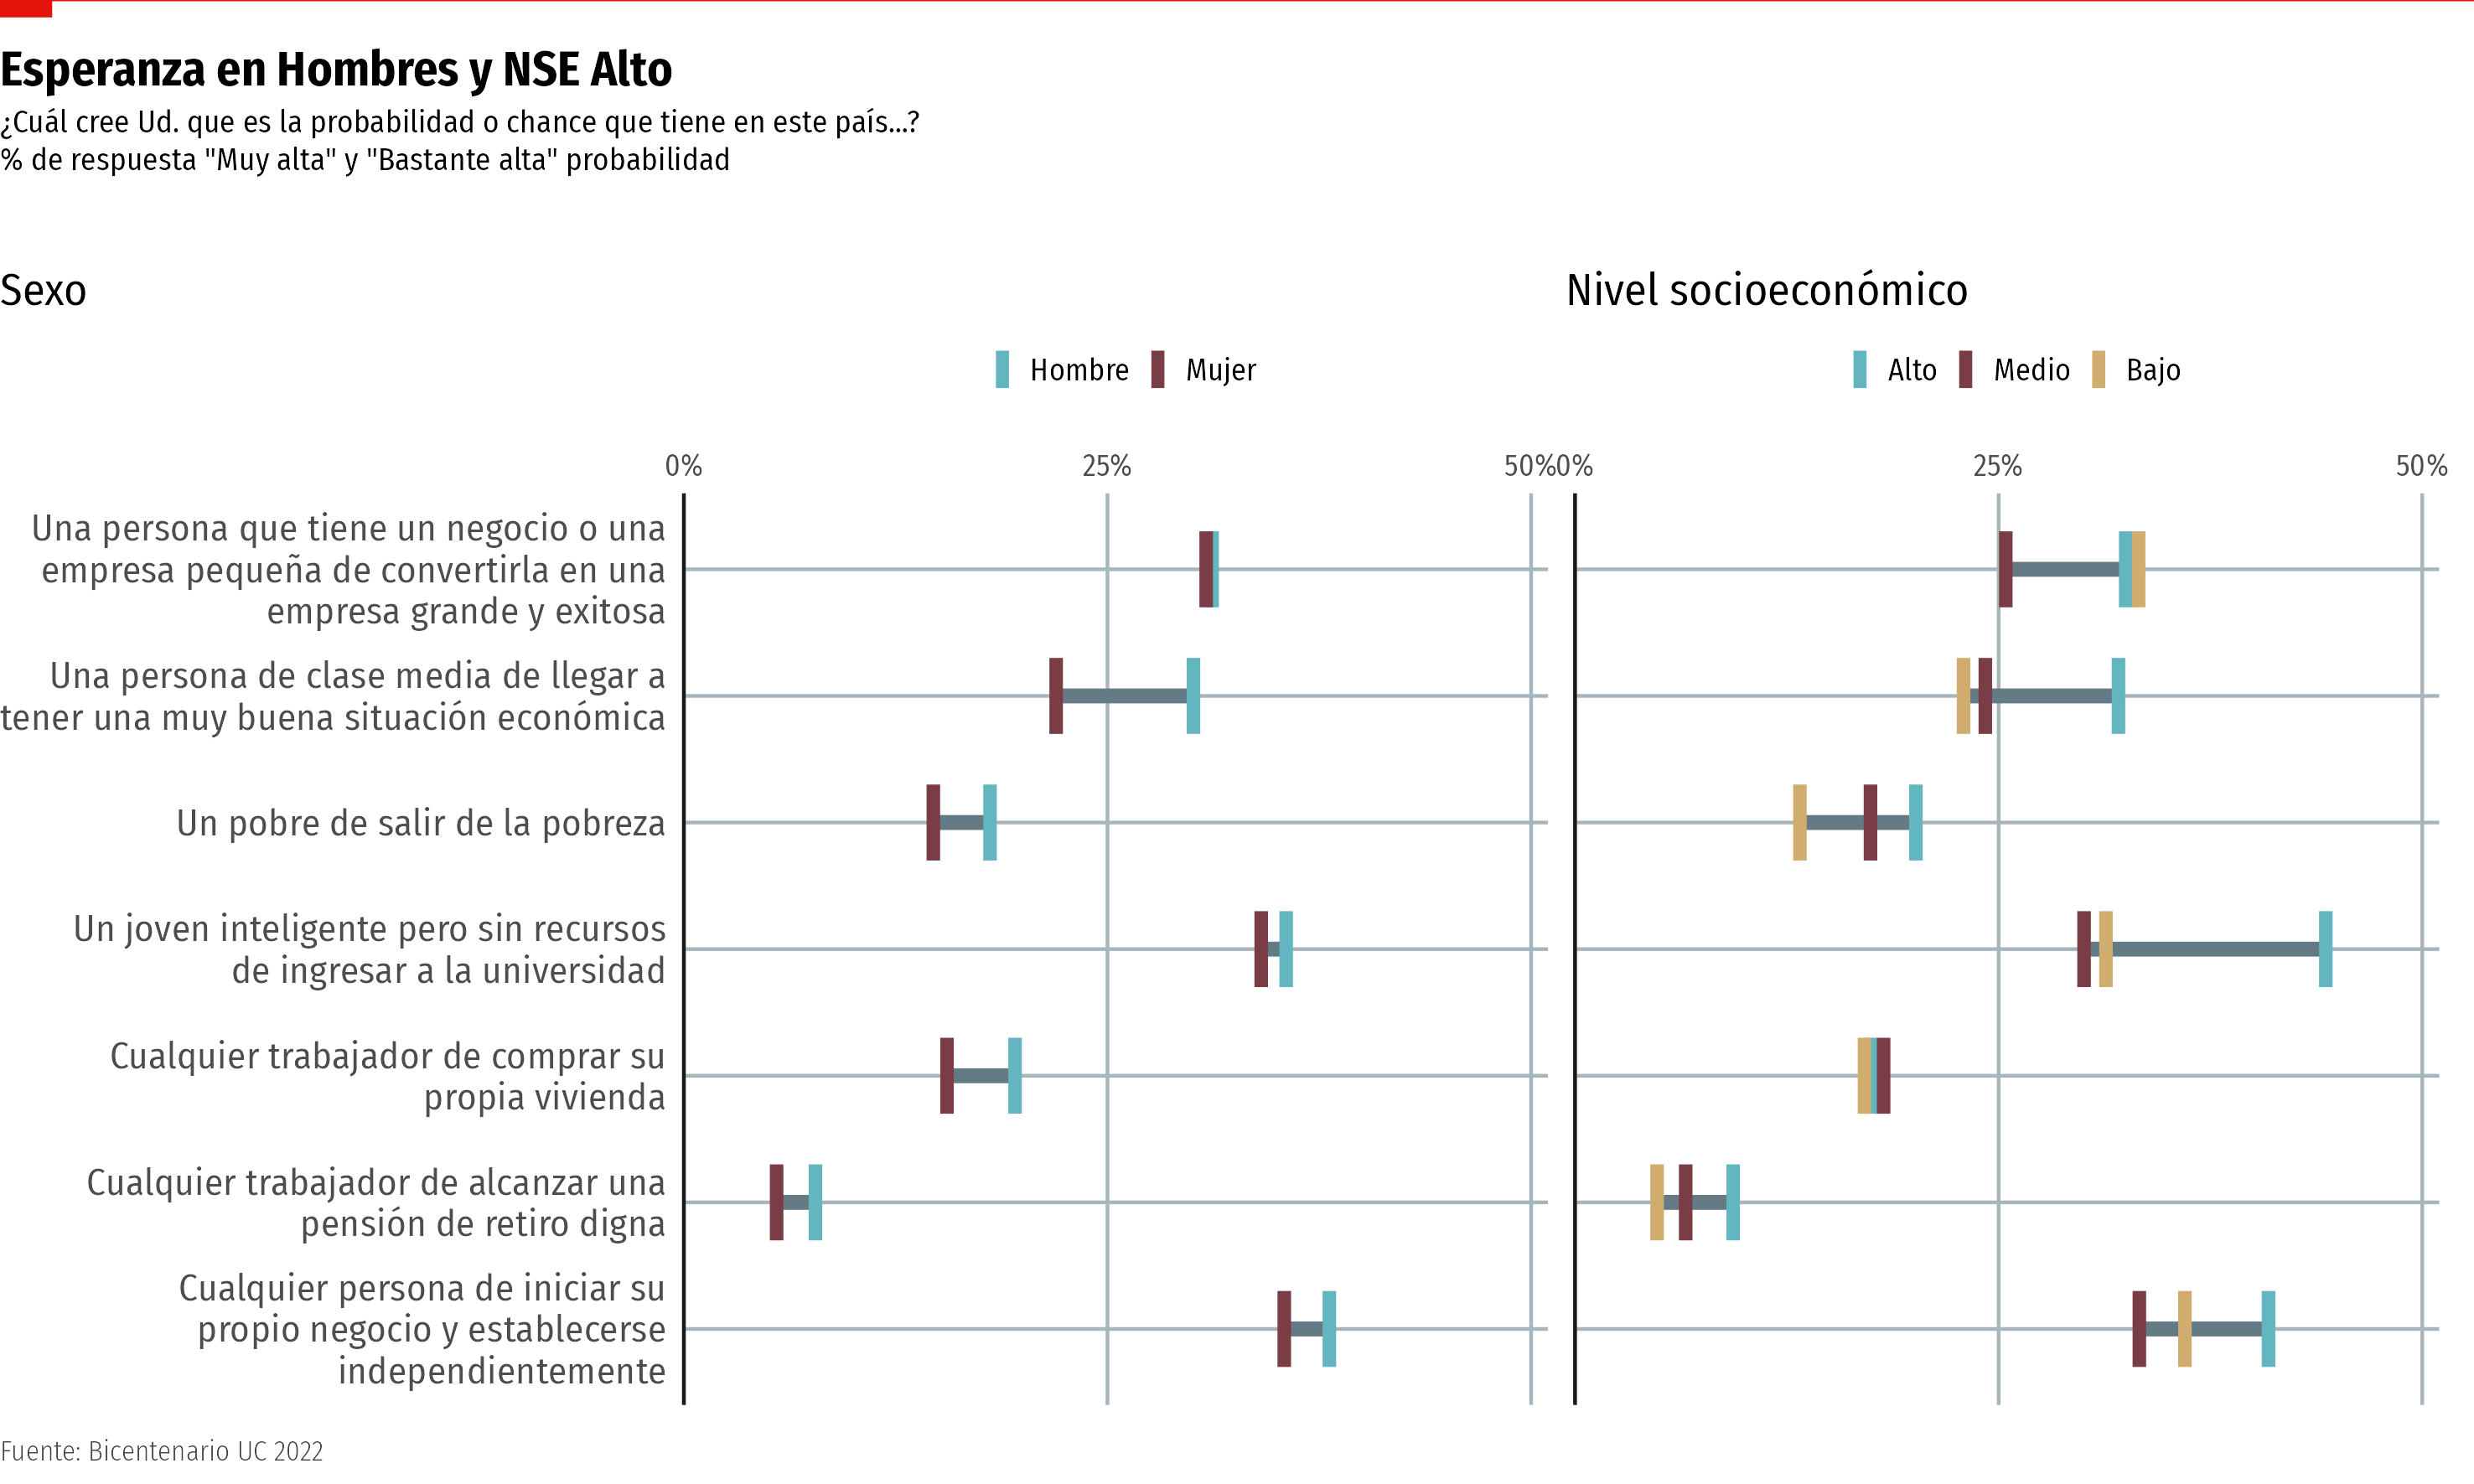 Esperanza en Hombres y NSE Alto
¿Cuál cree Ud. que es la probabilidad o chance que tiene en este país...?
% de respuesta "Muy alta" y "Bastante alta" probabilidad
Sexo
Hombre Mujer
0% 25% 50%
Una persona que tiene un negocio o una
empresa pequeña de convertirla en una
empresa grande y exitosa
Una persona de clase media de llegar a
tener una muy buena situación económica
Un pobre de salir de la pobreza
Un joven inteligente pero sin recursos
de ingresar a la universidad
Cualquier trabajador de comprar su
propia vivienda
Cualquier trabajador de alcanzar una
pensión de retiro digna
Cualquier persona de iniciar su
propio negocio y establecerse
independientemente
Nivel socioeconómico
Alto Medio Bajo
0% 25% 50%
Fuente: Bicentenario UC 2022